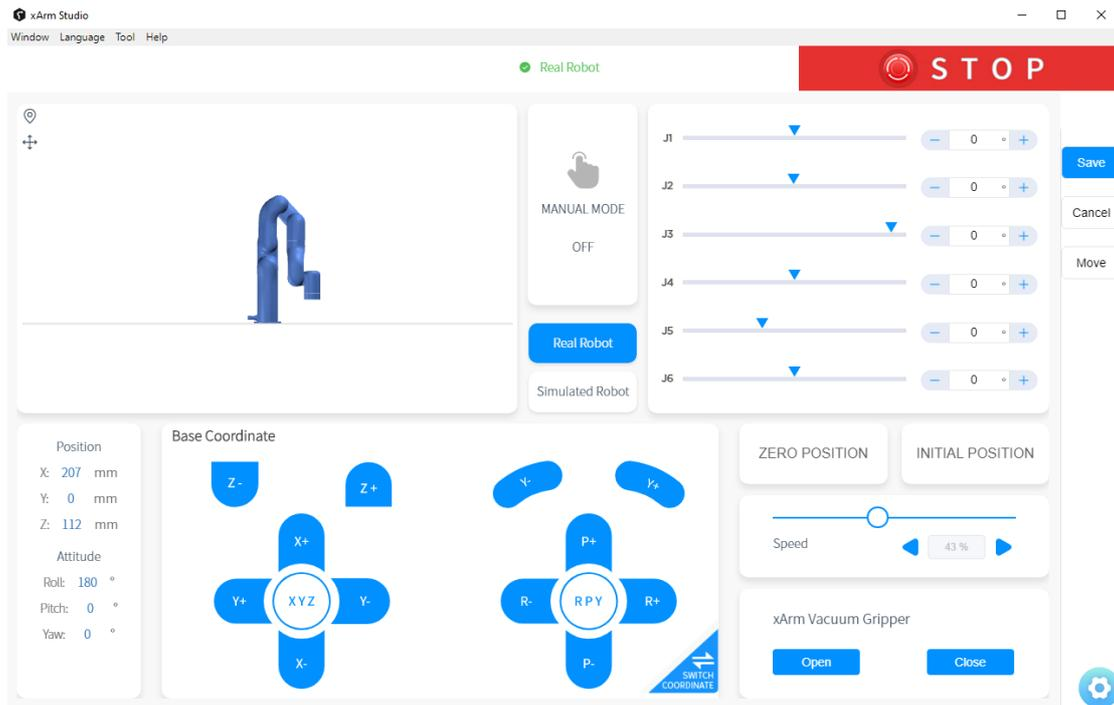 xArm Studio
Window Language Tool Help
Real Robot
STOP
MANUAL MODE
OFF
Real Robot
Simulated Robot
J1 0 °
J2 0 °
J3 0 °
J4 0 °
J5 0 °
J6 0 °
Save
Cancel
Move
Position
X: 207 mm
Y: 0 mm
Z: 112 mm
Attitude
Roll: 180 °
Pitch: 0 °
Yaw: 0 °
Base Coordinate
Z-
Z+
X+
Y+
XYZ
Y-
X-
Y-
Y+
P+
R-
RPY
R+
P-
SWITCH
COORDINATE
ZERO POSITION
INITIAL POSITION
Speed
43 %
xArm Vacuum Gripper
Open
Close